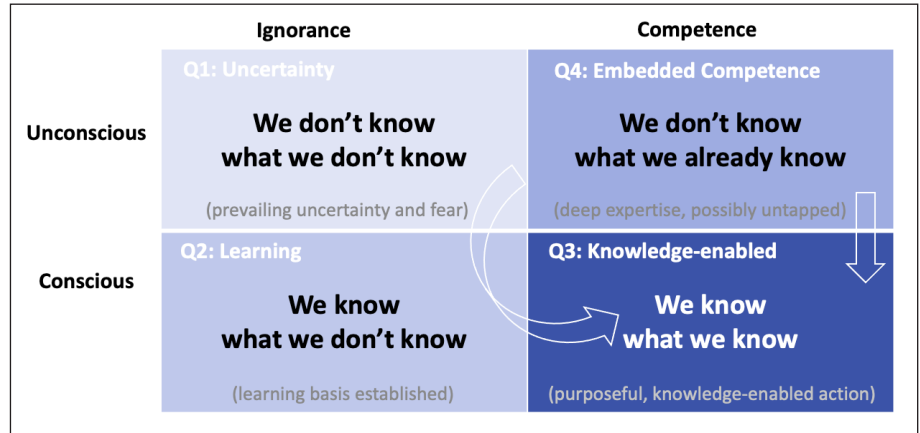 Ignorance
Competence
Unconscious
Q1: Uncertainty
We don't know
what we don't know
(prevailing uncertainty and fear)
Q4: Embedded Competence
We don't know
what we already know
(deep expertise, possibly untapped)
Conscious
Q2: Learning
We know
what we don't know
(learning basis established)
Q3: Knowledge-enabled
We know
what we know
(purposeful, knowledge-enabled action)